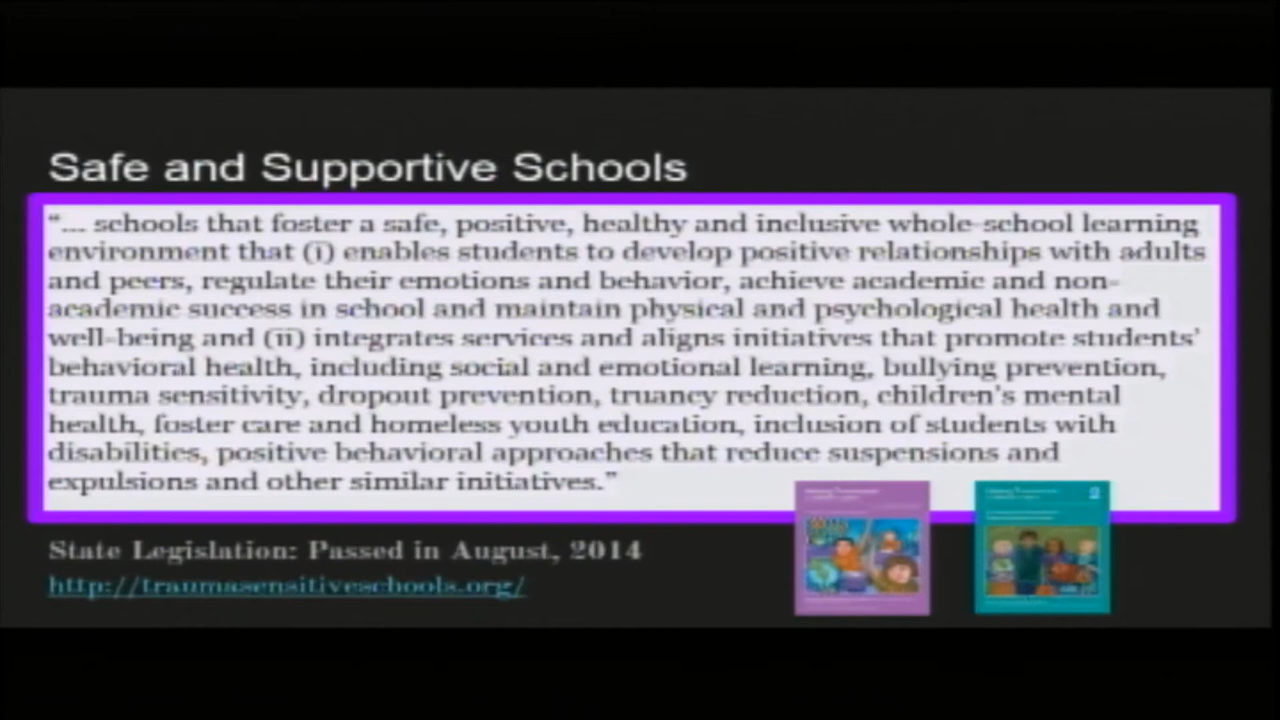 Safe and Supportive Schools
“... schools that foster a safe, positive, healthy and inclusive whole-school learning
environment that (i) enables students to develop positive relationships with adults
and peers, regulate their emotions and behavior, achieve academic and non-
academic success in school and maintain physical and psychological health and
well-being and (ii) integrates services and aligns initiatives that promote students’
behavioral health, including social and emotional learning, bullying prevention,
trauma sensitivity, dropout prevention, truancy reduction, children’s mental
health, foster care and homeless youth education, inclusion of students with
disabilities, positive behavioral approaches that reduce suspensions and
expulsions and other similar initiatives.”
State Legislation: Passed in August, 2014
http://traumasensitiveschools.org/